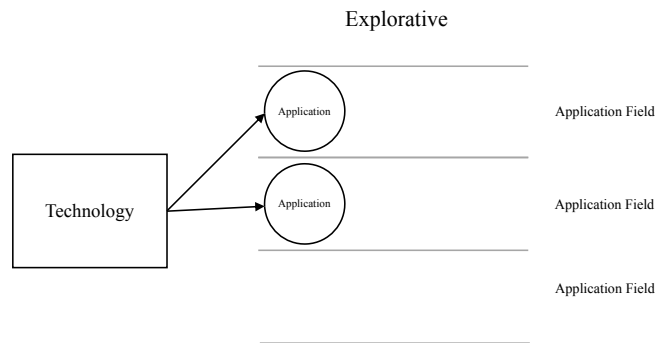 Explorative
Application
Application Field
Application
Application Field
Technology
Application Field